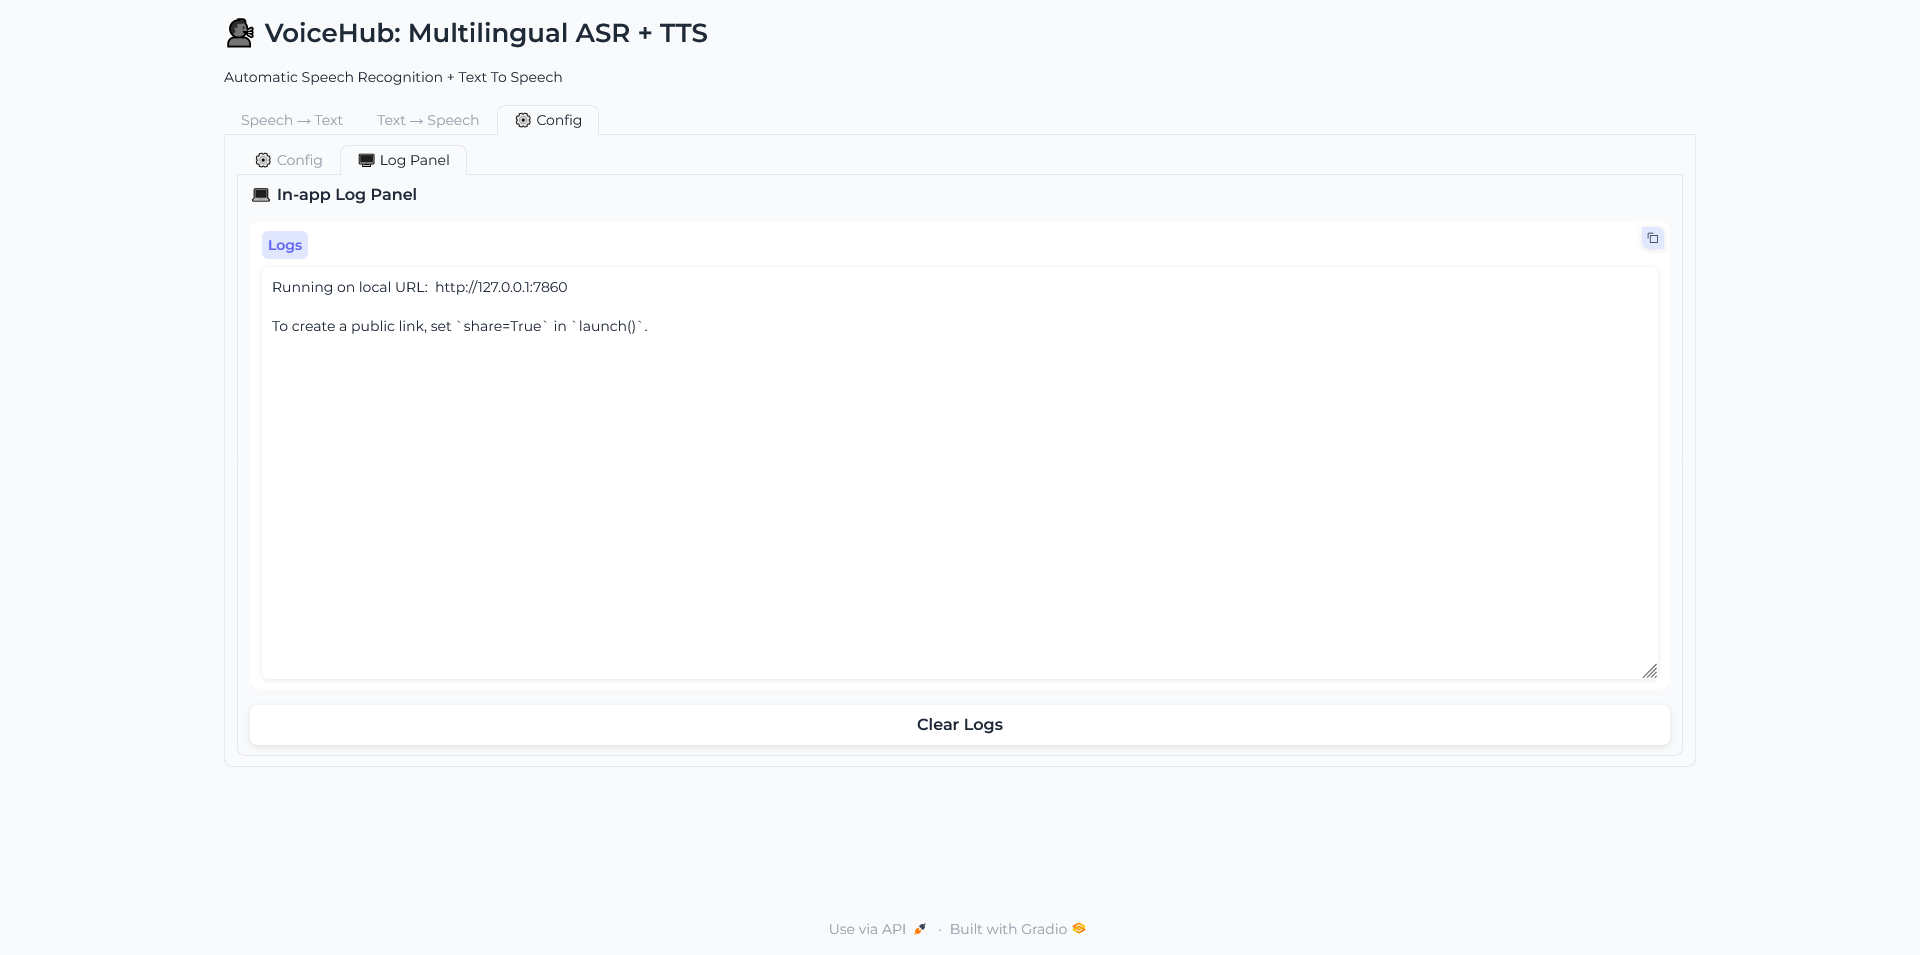 VoiceHub: Multilingual ASR + TTS
Automatic Speech Recognition + Text To Speech
Speech → Text
Text → Speech
Config
Config
Log Panel
In-app Log Panel
Logs
Running on local URL:  http://127.0.0.1:7860
To create a public link, set `share=True` in `launch()`.
Clear Logs
Use via API · Built with Gradio